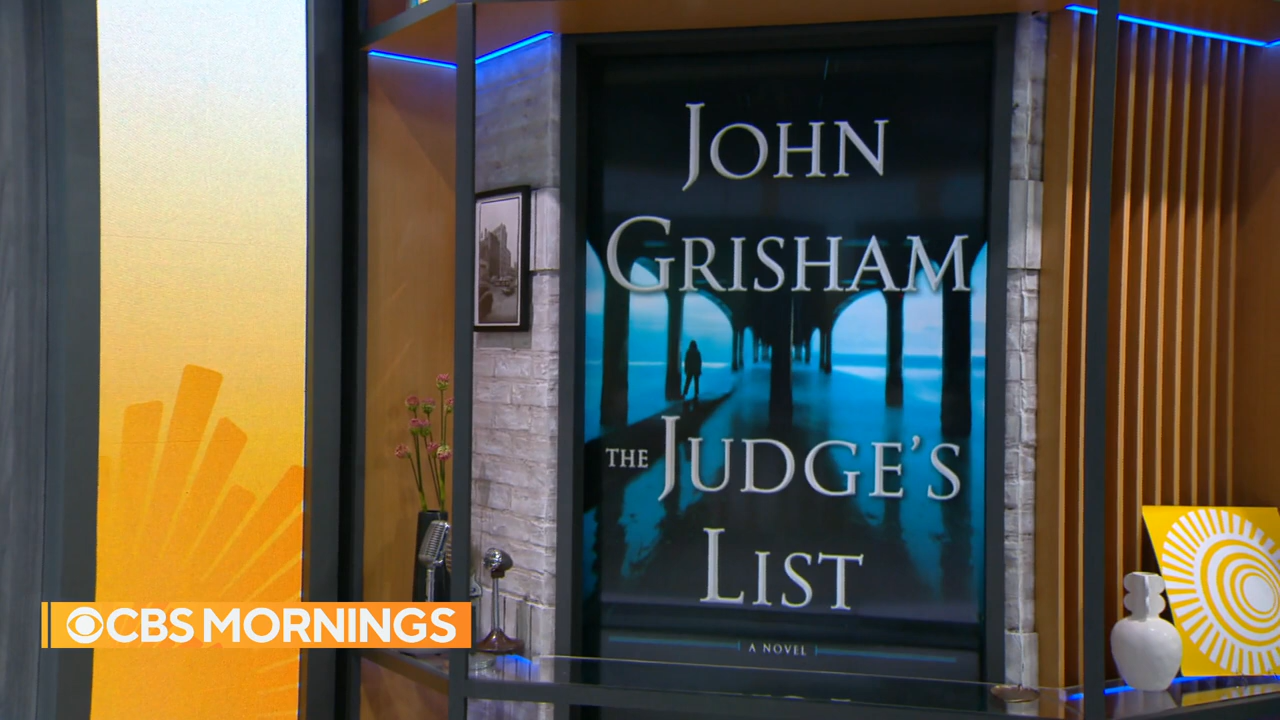 JOHN
GRISHAM
THE JUDGE'S
LIST
A NOVEL
CBS MORNINGS